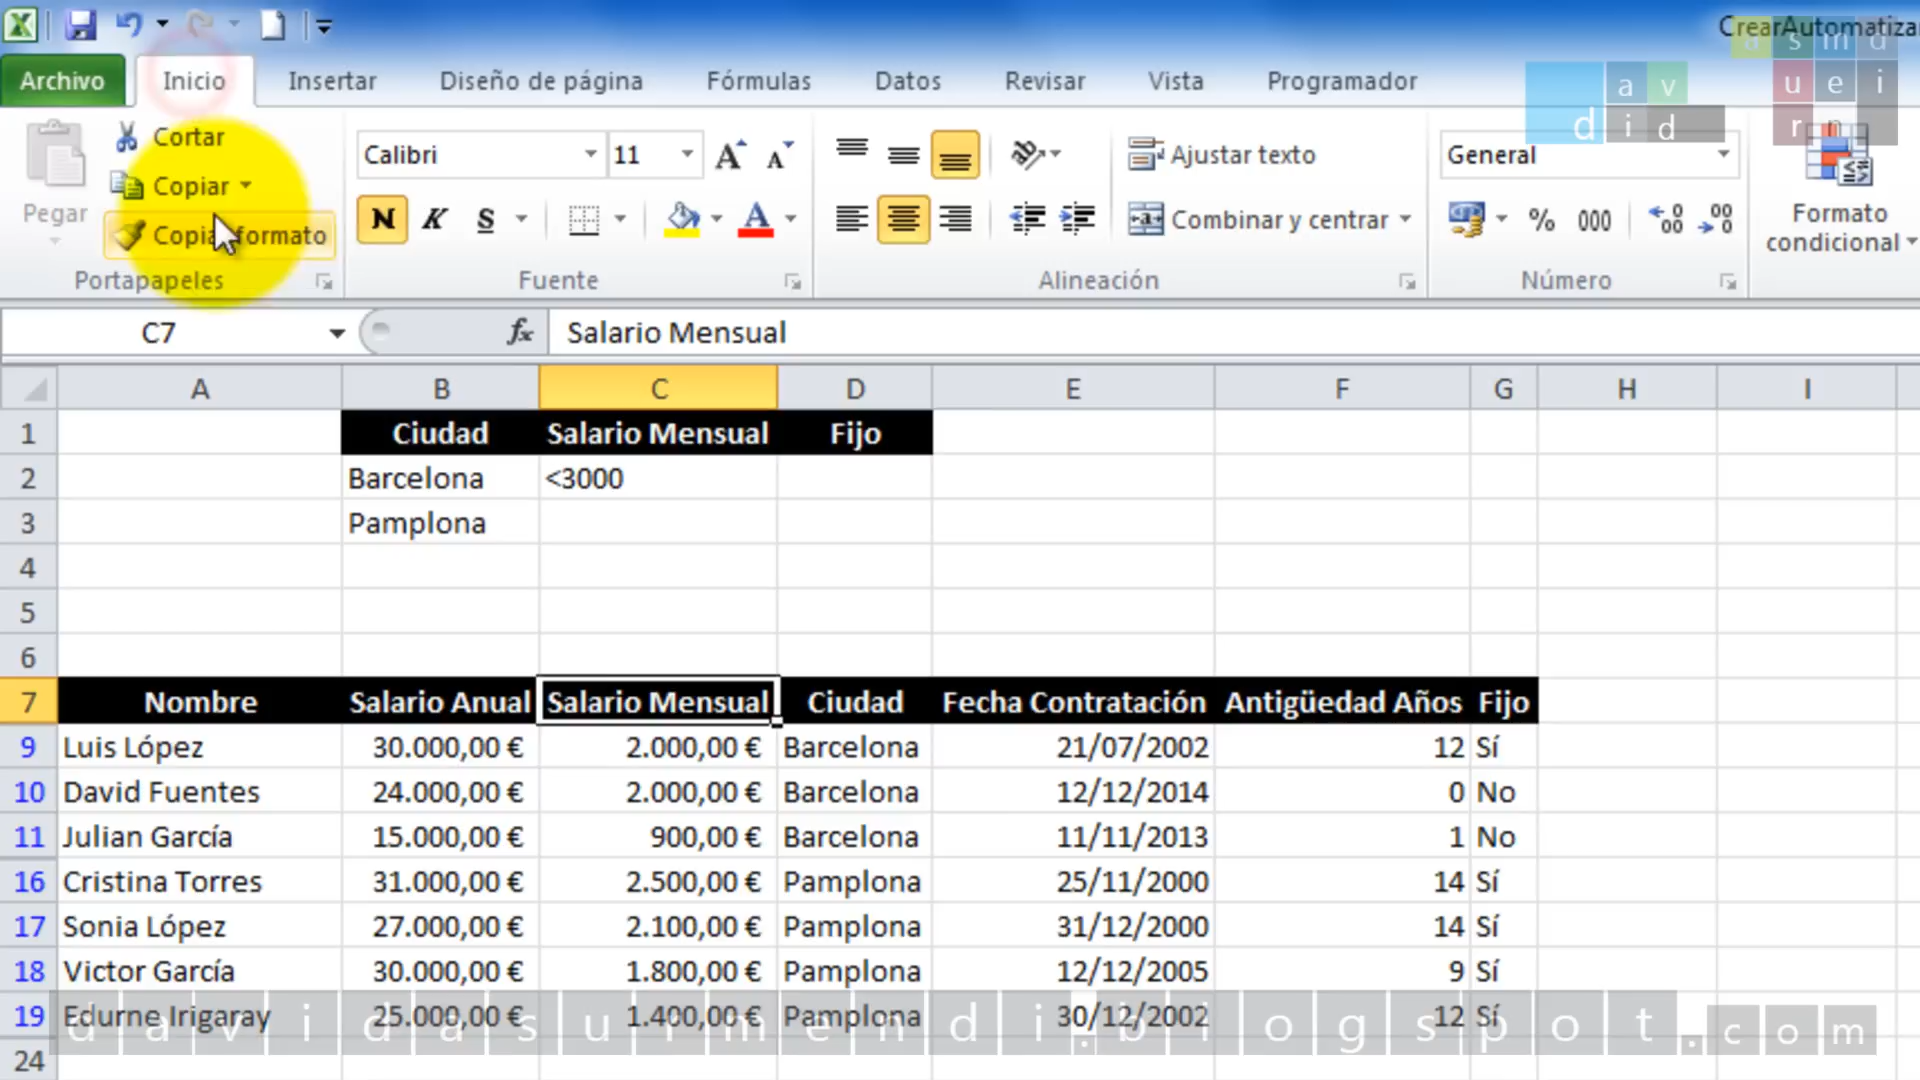 CrearAutomatiza
Archivo Inicio Insertar Diseño de página Fórmulas Datos Revisar Vista Programador
a s m d
a v u e i
d i d r n
Cortar
Copiar
Pegar
Copiar formato
Portapapeles
Calibri 11
N K S A
Fuente
Ajustar texto
Combinar y centrar
Alineación
General
% 000
Número
Formato condicional
C7 fx Salario Mensual
A B C D E F G H I
1 Ciudad Salario Mensual Fijo
2 Barcelona <3000
3 Pamplona
4
5
6
7 Nombre Salario Anual Salario Mensual Ciudad Fecha Contratación Antigüedad Años Fijo
9 Luis López 30.000,00 € 2.000,00 € Barcelona 21/07/2002 12 Sí
10 David Fuentes 24.000,00 € 2.000,00 € Barcelona 12/12/2014 0 No
11 Julian García 15.000,00 € 900,00 € Barcelona 11/11/2013 1 No
16 Cristina Torres 31.000,00 € 2.500,00 € Pamplona 25/11/2000 14 Sí
17 Sonia López 27.000,00 € 2.100,00 € Pamplona 31/12/2000 14 Sí
18 Victor García 30.000,00 € 1.800,00 € Pamplona 12/12/2005 9 Sí
19 Edurne Irigaray 25.000,00 € 1.400,00 € Pamplona 30/12/2002 12 Sí
davidasurmendi.blogspot.com
24